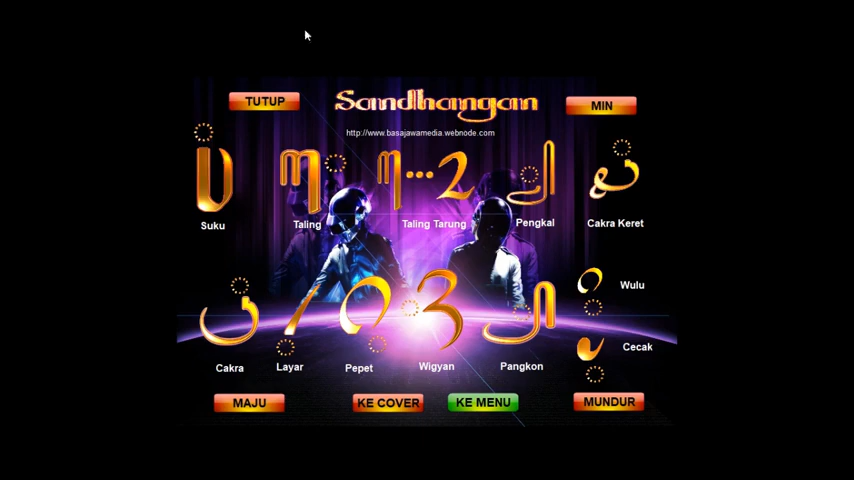 TUTUP
Sandhangan
MIN
http://www.basajawamedia.webnode.com
Suku
Taling
Taling Tarung
Pengkal
Cakra Keret
Wulu
Cecak
Cakra
Layar
Pepet
Wigyan
Pangkon
MAJU
KE COVER
KE MENU
MUNDUR